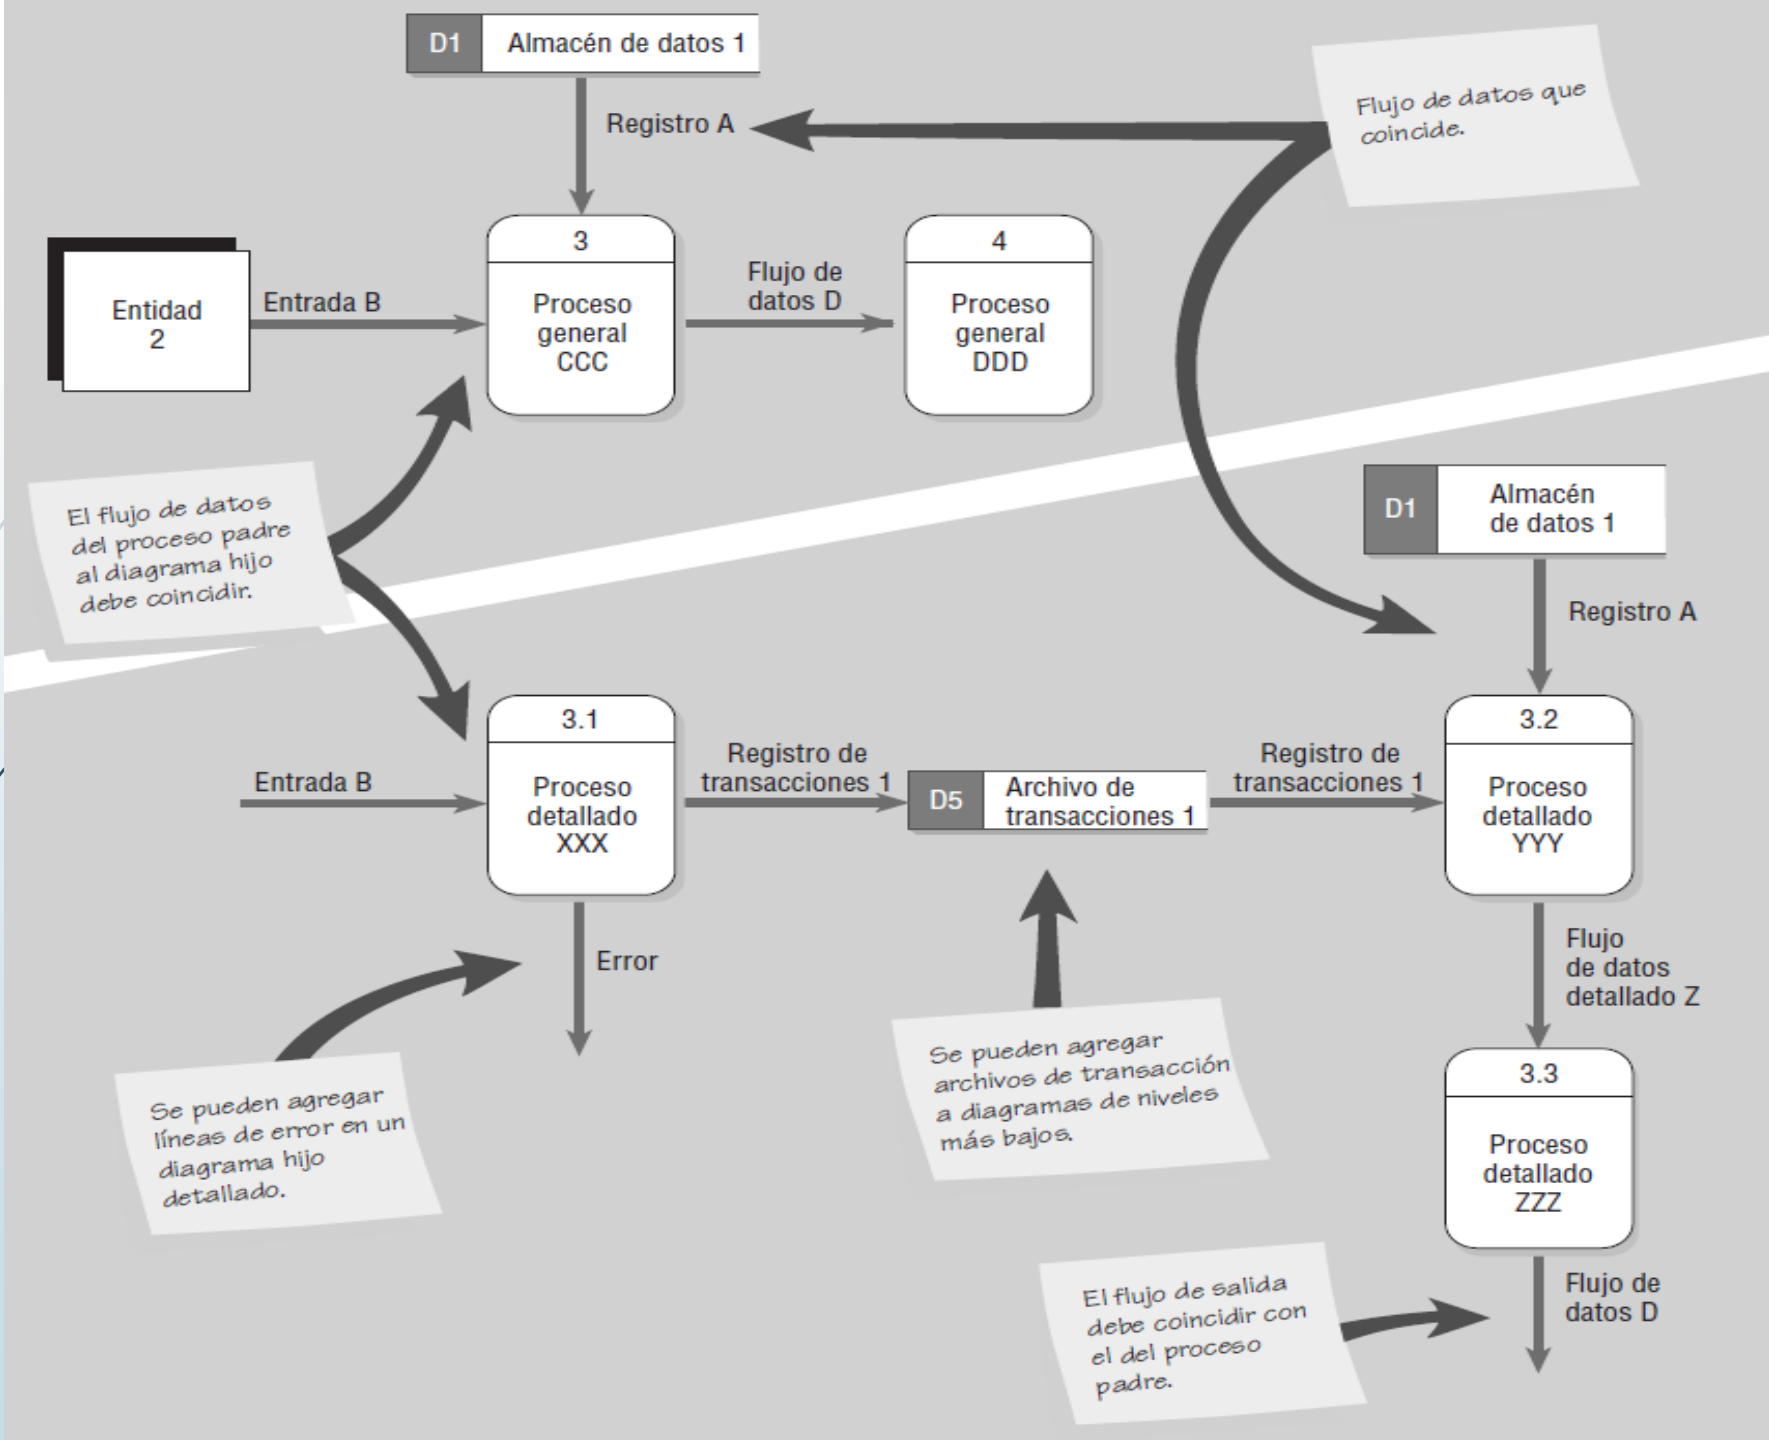 D1
Almacén de datos 1
Registro A
Flujo de datos que
coincide.
3
Proceso
general
CCC
4
Proceso
general
DDD
Flujo de
datos D
Entidad
2
Entrada B
El flujo de datos
del proceso padre
al diagrama hijo
debe coincidir.
D1
Almacén
de datos 1
Registro A
Entrada B
3.1
Proceso
detallado
XXX
Registro de
transacciones 1
D5
Archivo de
transacciones 1
Registro de
transacciones 1
3.2
Proceso
detallado
YYY
Error
Flujo
de datos
detallado Z
Se pueden agregar
líneas de error en un
diagrama hijo
detallado.
Se pueden agregar
archivos de transacción
a diagramas de niveles
más bajos.
3.3
Proceso
detallado
ZZZ
El flujo de salida
debe coincidir con
el del proceso
padre.
Flujo de
datos D